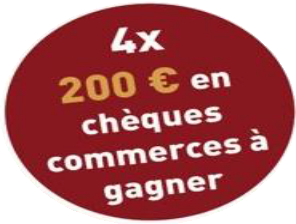 4x
200 € en
chèques
commerces à
gagner